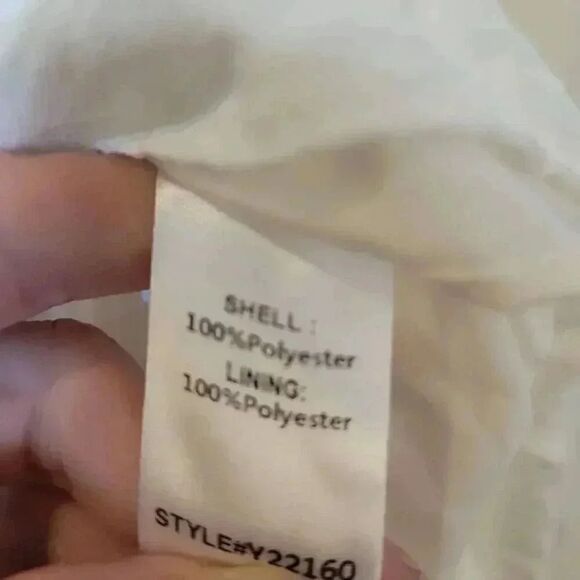 SHELL :
100%Polyester
LINING:
100%Polyester
STYLE#Y22160